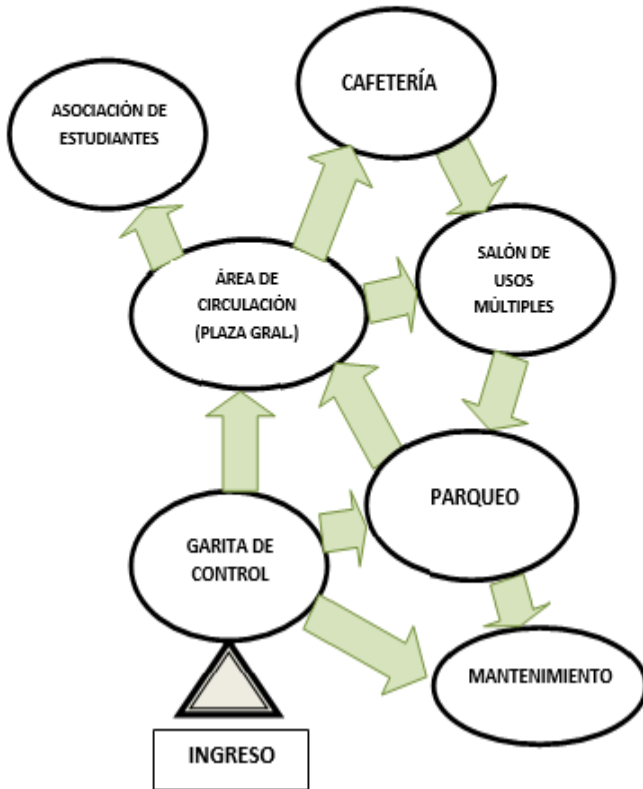 CAFETERÍA
ASOCIACIÓN DE
ESTUDIANTES
SALÓN DE
USOS
MÚLTIPLES
ÁREA DE
CIRCULACIÓN
(PLAZA GRAL.)
PARQUEO
GARITA DE
CONTROL
MANTENIMIENTO
INGRESO